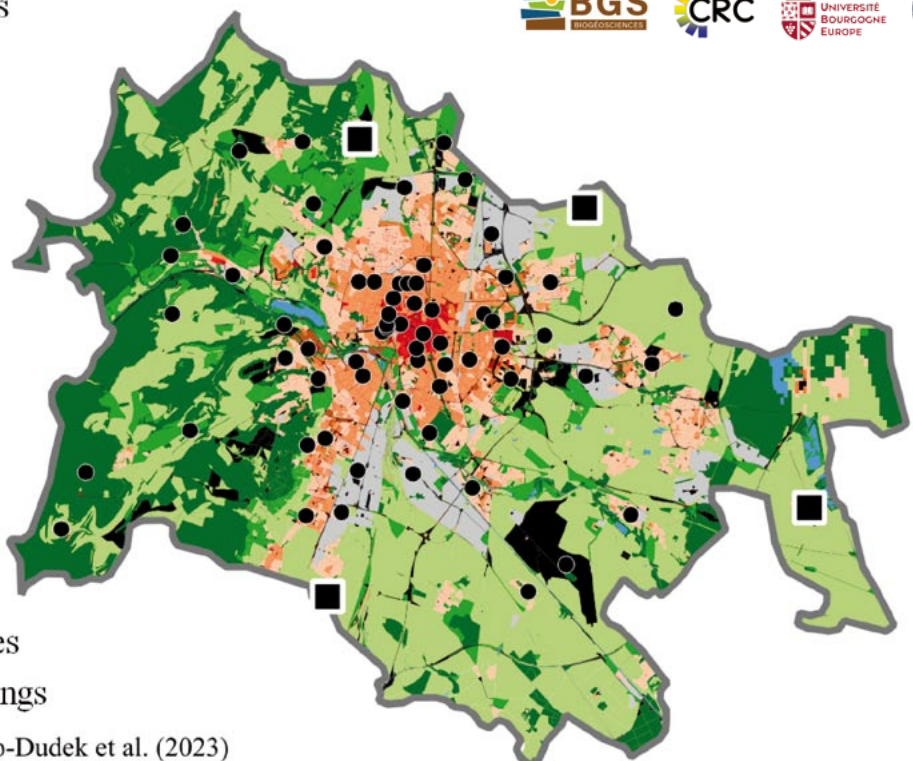 s
BGS
BIOGÉOSCIENCES
CRC
UNIVERSITÉ
BOURGOGNE
EUROPE
es
ngs
o-Dudek et al. (2023)